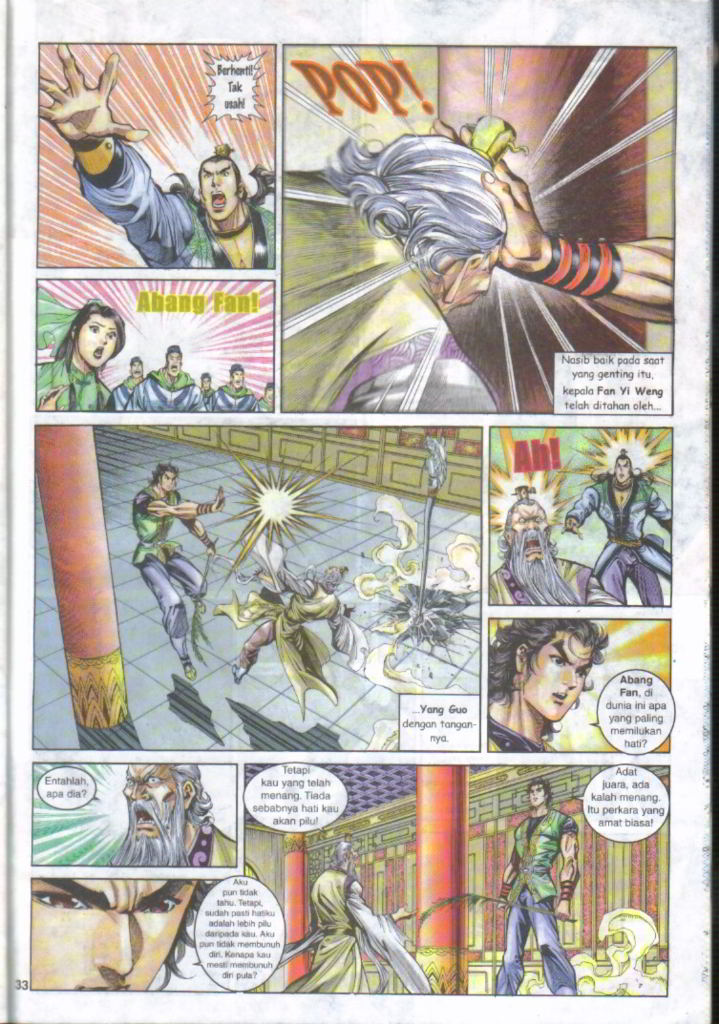 Berhenti!
Tak
usah!
POP!
Abang Fan!
Nasib baik pada saat
yang genting itu,
kepala Fan Yi Weng
telah ditahan oleh...
...Yang Guo
dengan tangan-
nya.
Ah!
Abang
Fan, di
dunia ini apa
yang paling
memilukan
hati?
Entahlah,
apa dia?
Tetapi
kau yang telah
menang. Tiada
sebabnya hati kau
akan pilu!
Adat
juara, ada
kalah menang.
Itu perkara yang
amat biasa!
Aku
pun tidak
tahu. Tetapi,
sudah pasti hatiku
adalah lebih pilu
daripada kau. Aku
pun tidak membunuh
diri. Kenapa kau
mesti membunuh
diri pula?
33